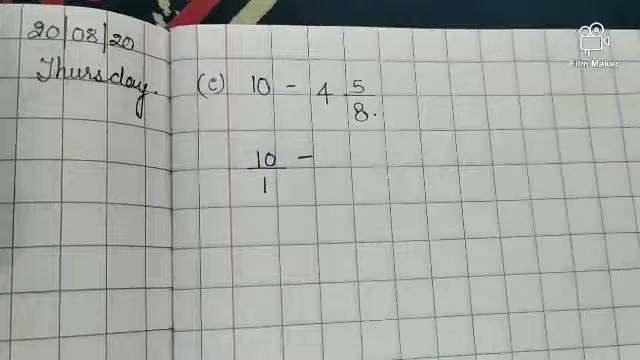 20|08|20
Thursday.
(c) 10 - 4 5/8.
10/1 -
Film Maker